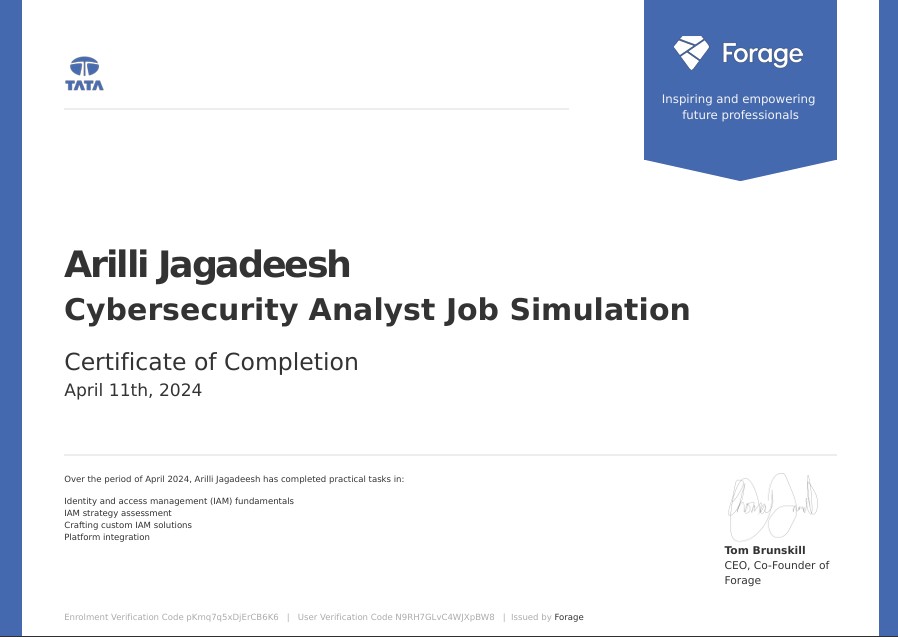 TATA
Forage
Inspiring and empowering
future professionals
Arilli Jagadeesh
Cybersecurity Analyst Job Simulation
Certificate of Completion
April 11th, 2024
Over the period of April 2024, Arilli Jagadeesh has completed practical tasks in:
Identity and access management (IAM) fundamentals
IAM strategy assessment
Crafting custom IAM solutions
Platform integration
Tom Brunskill
CEO, Co-Founder of
Forage
Enrolment Verification Code pKmq7q5xDjErCB6K6 | User Verification Code N9RH7GLvC4WJXpBW8 | Issued by Forage